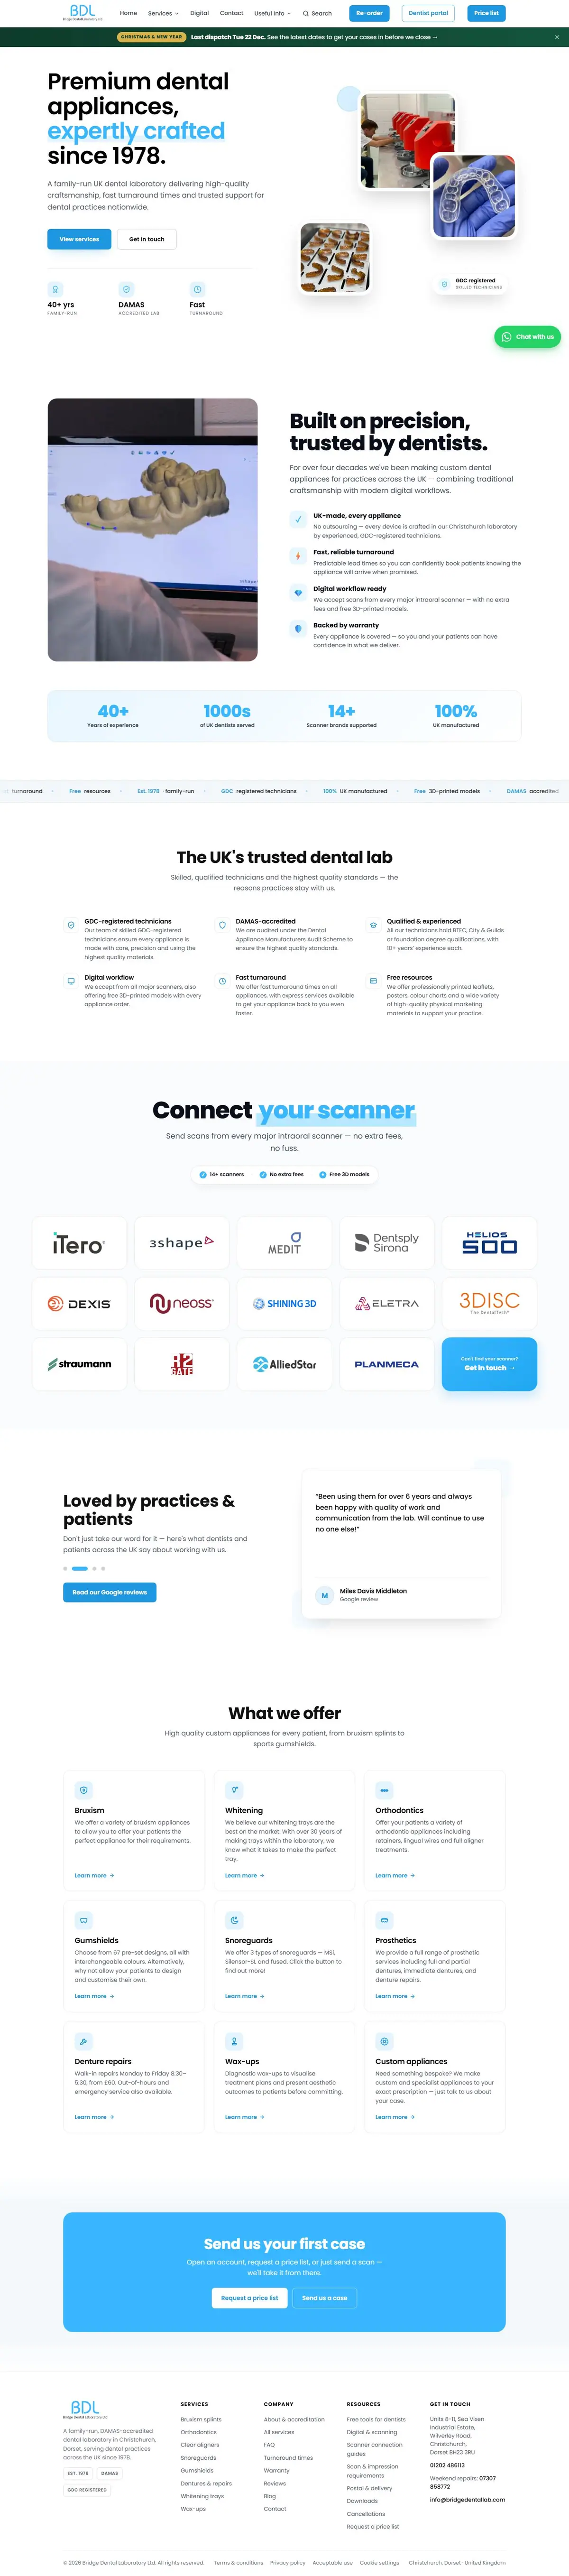 BDL
Bridge Dental Laboratory Ltd
Home
Services
Digital
Contact
Useful Info
Search
Re-order
Dentist portal
Price list
CHRISTMAS & NEW YEAR
Last dispatch Tue 22 Dec. See the latest dates to get your cases in before we close →
Premium dental
appliances,
expertly crafted
since 1978.
A family-run UK dental laboratory delivering high-quality
craftsmanship, fast turnaround times and trusted support for
dental practices nationwide.
View services
Get in touch
40+ yrs
FAMILY-RUN
DAMAS
ACCREDITED LAB
Fast
TURNAROUND
GDC registered
SKILLED TECHNICIANS
Chat with us
Built on precision,
trusted by dentists.
For over four decades we've been making custom dental
appliances for practices across the UK — combining traditional
craftsmanship with modern digital workflows.
UK-made, every appliance
No outsourcing — every device is crafted in our Christchurch laboratory
by experienced, GDC-registered technicians.
Fast, reliable turnaround
Predictable lead times so you can confidently book patients knowing the
appliance will arrive when promised.
Digital workflow ready
We accept scans from every major intraoral scanner — with no extra
fees and free 3D-printed models.
Backed by warranty
Every appliance is covered — so you and your patients can have
confidence in what we deliver.
40+
Years of experience
1000s
of UK dentists served
14+
Scanner brands supported
100%
UK manufactured
turnaround
Free resources
Est. 1978 · family-run
GDC registered technicians
100% UK manufactured
Free 3D-printed models
DAMAS accredited
The UK's trusted dental lab
Skilled, qualified technicians and the highest quality standards — the
reasons practices stay with us.
GDC-registered technicians
Our team of skilled GDC-registered
technicians ensure every appliance is
made with care, precision and using the
highest quality materials.
DAMAS-accredited
We are audited under the Dental
Appliance Manufacturers Audit Scheme to
ensure the highest quality standards.
Qualified & experienced
All our technicians hold BTEC, City & Guilds
or foundation degree qualifications, with
10+ years' experience each.
Digital workflow
We accept from all major scanners, also
offering free 3D-printed models with every
appliance order.
Fast turnaround
We offer fast turnaround times on all
appliances, with express services available
to get your appliance back to you even
faster.
Free resources
We offer professionally printed leaflets,
posters, colour charts and a wide variety
of high-quality physical marketing
materials to support your practice.
Connect your scanner
Send scans from every major intraoral scanner — no extra fees,
no fuss.
14+ scanners
No extra fees
Free 3D models
iTero
3shape
MEDIT
Dentsply
Sirona
HELIOS
500
DEXIS
neoss
SHINING 3D
ELETRA
3DISC
The DenTalTech
straumann
AlliedStar
PLANMECA
Can't find your scanner?
Get in touch →
Loved by practices &
patients
Don't just take our word for it — here's what dentists and
patients across the UK say about working with us.
Read our Google reviews
"Been using them for over 6 years and always
been happy with quality of work and
communication from the lab. Will continue to use
no one else!"
M
Miles Davis Middleton
Google review
What we offer
High quality custom appliances for every patient, from bruxism splints to
sports gumshields.
Bruxism
We offer a variety of bruxism appliances
to allow you to offer your patients the
perfect appliance for their requirements.
Learn more →
Whitening
We believe our whitening trays are the
best on the market. With over 30 years of
making trays within the laboratory, we
know what it takes to make the perfect
tray.
Learn more →
Orthodontics
Offer your patients a variety of
orthodontic appliances including
retainers, lingual wires and full aligner
treatments.
Learn more →
Gumshields
Choose from 67 pre-set designs, all with
interchangeable colours. Alternatively,
why not allow your patients to design
and customise their own.
Learn more →
Snoreguards
We offer 3 types of snoreguards — MSI,
Silensor-SL and fused. Click the button to
find out more!
Learn more →
Prosthetics
We provide a full range of prosthetic
services including full and partial
dentures, immediate dentures, and
denture repairs.
Learn more →
Denture repairs
Walk-in repairs Monday to Friday 8:30–
5:30, from £60. Out-of-hours and
emergency service also available.
Learn more →
Wax-ups
Diagnostic wax-ups to visualise
treatment plans and present aesthetic
outcomes to patients before committing.
Learn more →
Custom appliances
Need something bespoke? We make
custom and specialist appliances to your
exact prescription — just talk to us about
your case.
Learn more →
Send us your first case
Open an account, request a price list, or just send a scan —
we'll take it from there.
Request a price list
Send us a case
BDL
Bridge Dental Laboratory Ltd
A family-run, DAMAS-accredited
dental laboratory in Christchurch,
Dorset, serving dental practices
across the UK since 1978.
EST. 1978
DAMAS
GDC REGISTERED
SERVICES
Bruxism splints
Orthodontics
Clear aligners
Snoreguards
Gumshields
Dentures & repairs
Whitening trays
Wax-ups
COMPANY
About & accreditation
All services
FAQ
Turnaround times
Warranty
Reviews
Blog
Contact
RESOURCES
Free tools for dentists
Digital & scanning
Scanner connection
guides
Scan & impression
requirements
Postal & delivery
Downloads
Cancellations
Request a price list
GET IN TOUCH
Units 8-11, Sea Vixen
Industrial Estate,
Wilverley Road,
Christchurch,
Dorset BH23 3RU
01202 486113
Weekend repairs: 07307
858772
info@bridgedentallab.com
© 2026 Bridge Dental Laboratory Ltd. All rights reserved.
Terms & conditions
Privacy policy
Acceptable use
Cookie settings
Christchurch, Dorset · United Kingdom